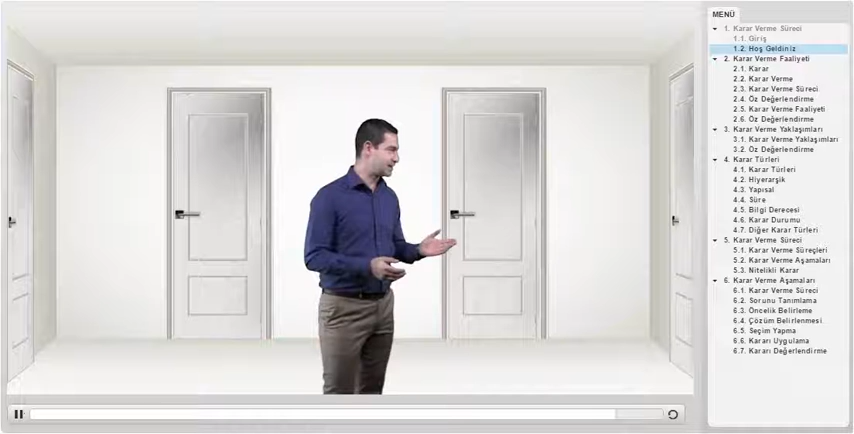 MENÜ
1. Karar Verme Süreci
1.1. Giriş
1.2. Hoş Geldiniz
2. Karar Verme Faaliyeti
2.1. Karar
2.2. Karar Verme
2.3. Karar Verme Süreci
2.4. Öz Değerlendirme
2.5. Karar Verme Faaliyeti
2.6. Öz Değerlendirme
3. Karar Verme Yaklaşımları
3.1. Karar Verme Yaklaşımları
3.2. Öz Değerlendirme
4. Karar Türleri
4.1. Karar Türleri
4.2. Hiyerarşik
4.3. Yapısal
4.4. Süre
4.5. Bilgi Derecesi
4.6. Karar Durumu
4.7. Diğer Karar Türleri
5. Karar Verme Süreci
5.1. Karar Verme Süreçleri
5.2. Karar Verme Aşamaları
5.3. Nitelikli Karar
6. Karar Verme Aşamaları
6.1. Karar Verme Süreci
6.2. Sorunu Tanımlama
6.3. Öncelik Belirleme
6.4. Çözüm Belirlenmesi
6.5. Seçim Yapma
6.6. Kararı Uygulama
6.7. Kararı Değerlendirme